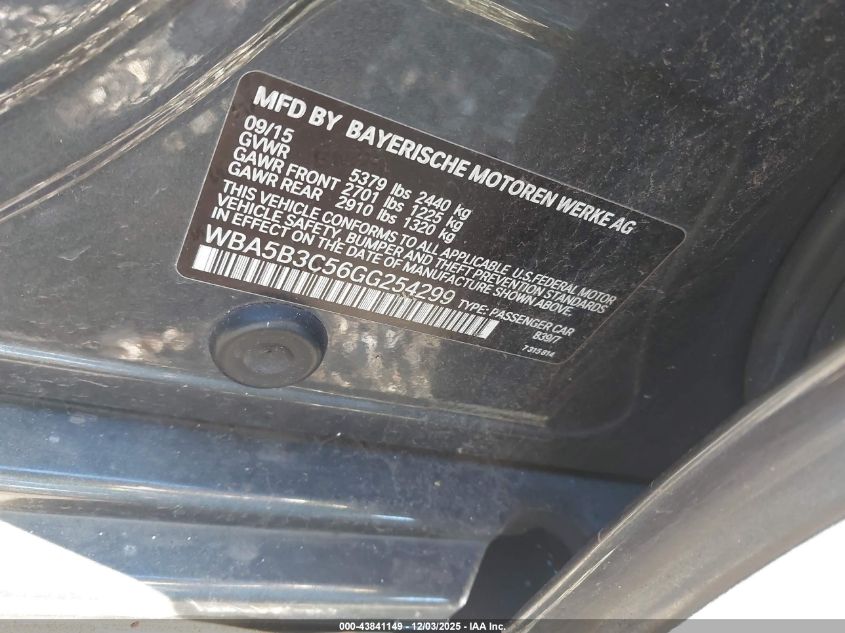 MFD BY BAYERISCHE MOTOREN WERKE AG
09/15
GVWR 5379 lbs 2440 kg
GAWR FRONT 2701 lbs 1225 kg
GAWR REAR 2910 lbs 1320 kg
THIS VEHICLE CONFORMS TO ALL APPLICABLE U.S. FEDERAL MOTOR
VEHICLE SAFETY, BUMPER AND THEFT PREVENTION STANDARDS
IN EFFECT ON THE DATE OF MANUFACTURE SHOWN ABOVE.
WBA5B3C56GG254299 TYPE: PASSENGER CAR
839/7
7 315 814
000-43841149 - 12/03/2025 - IAA Inc.